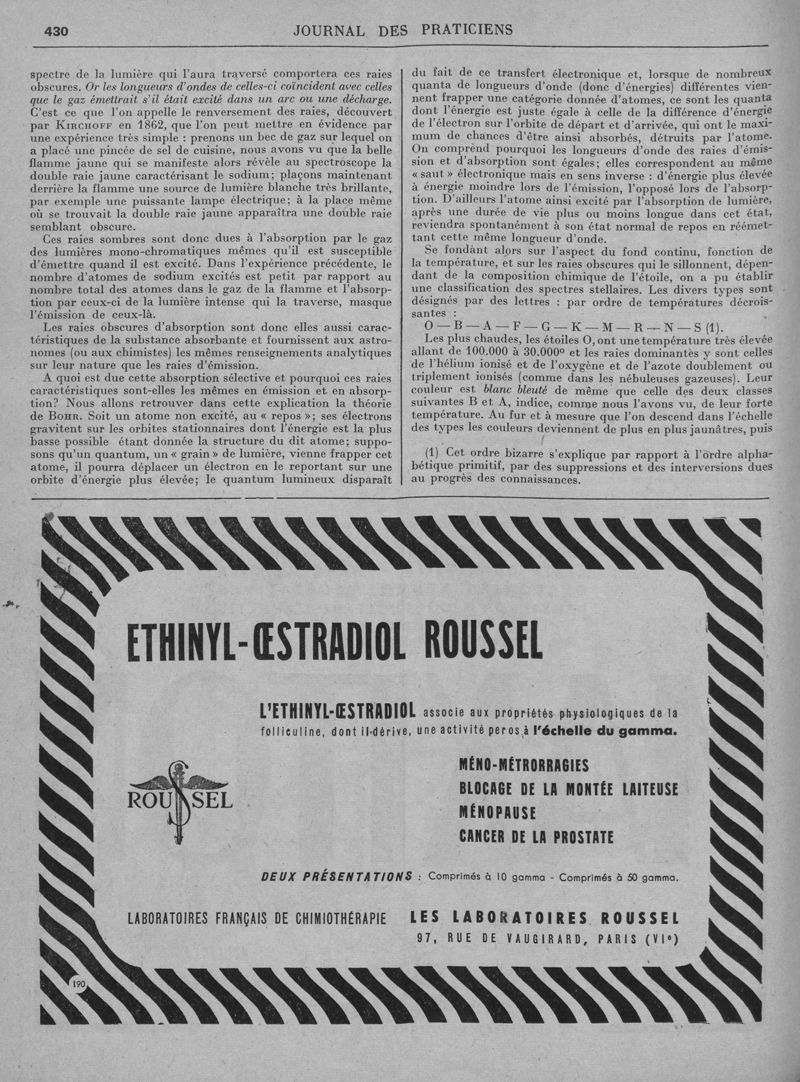 430
JOURNAL DES PRATICIENS
spectre de la lumière qui l'aura traversé comportera ces raies
obscures. Or les longueurs d'ondes de celles-ci coïncident avec celles
que le gaz émettrait s'il était excité dans un arc ou une décharge.
C'est ce que l'on appelle le renversement des raies, découvert
par KIRCHOFF en 1862, que l'on peut mettre en évidence par
une expérience très simple : prenons un bec de gaz sur lequel on
a placé une pincée de sel de cuisine, nous avons vu que la belle
flamme jaune qui se manifeste alors révèle au spectroscope la
double raie jaune caractérisant le sodium; plaçons maintenant
derrière la flamme une source de lumière blanche très brillante,
par exemple une puissante lampe électrique; à la place même
où se trouvait la double raie jaune apparaîtra une double raie
semblant obscure.
Ces raies sombres sont donc dues à l'absorption par le gaz
des lumières mono-chromatiques mêmes qu'il est susceptible
d'émettre quand il est excité. Dans l'expérience précédente, le
nombre d'atomes de sodium excités est petit par rapport au
nombre total des atomes dans le gaz de la flamme et l'absorp-
tion par ceux-ci de la lumière intense qui la traverse, masque
l'émission de ceux-là.
Les raies obscures d'absorption sont donc elles aussi carac-
téristiques de la substance absorbante et fournissent aux astro-
nomes (ou aux chimistes) les mêmes renseignements analytiques
sur leur nature que les raies d'émission.
A quoi est due cette absorption sélective et pourquoi ces raies
caractéristiques sont-elles les mêmes en émission et en absorp-
tion? Nous allons retrouver dans cette explication la théorie
de BOHR. Soit un atome non excité, au « repos »; ses électrons
gravitent sur les orbites stationnaires dont l'énergie est la plus
basse possible étant donnée la structure du dit atome; suppo-
sons qu'un quantum, un « grain » de lumière, vienne frapper cet
atome, il pourra déplacer un électron en le reportant sur une
orbite d'énergie plus élevée; le quantum lumineux disparaît
du fait de ce transfert électronique et, lorsque de nombreux
quanta de longueurs d'onde (donc d'énergies) différentes vien-
nent frapper une catégorie donnée d'atomes, ce sont les quanta
dont l'énergie est juste égale à celle de la différence d'énergie
de l'électron sur l'orbite de départ et d'arrivée, qui ont le maxi-
mum de chances d'être ainsi absorbés, détruits par l'atome.
On comprend pourquoi les longueurs d'onde des raies d'émis-
sion et d'absorption sont égales; elles correspondent au même
« saut » électronique mais en sens inverse : d'énergie plus élevée
à énergie moindre lors de l'émission, l'opposé lors de l'absorp-
tion. D'ailleurs l'atome ainsi excité par l'absorption de lumière,
après une durée de vie plus ou moins longue dans cet état,
reviendra spontanément à son état normal de repos en réémet-
tant cette même longueur d'onde.
Se fondant alors sur l'aspect du fond continu, fonction de
la température, et sur les raies obscures qui le sillonnent, dépen-
dant de la composition chimique de l'étoile, on a pu établir
une classification des spectres stellaires. Les divers types sont
désignés par des lettres : par ordre de températures décrois-
santes :
O — B — A — F — G — K — M — R — N — S (1).
Les plus chaudes, les étoiles O, ont une température très élevée
allant de 100.000 à 30.000° et les raies dominantes y sont celles
de l'hélium ionisé et de l'oxygène et de l'azote doublement ou
triplement ionisés (comme dans les nébuleuses gazeuses). Leur
couleur est blanc bleuté de même que celle des deux classes
suivantes B et A, indice, comme nous l'avons vu, de leur forte
température. Au fur et à mesure que l'on descend dans l'échelle
des types les couleurs deviennent de plus en plus jaunâtres, puis
(1) Cet ordre bizarre s'explique par rapport à l'ordre alpha-
bétique primitif, par des suppressions et des interversions dues
au progrès des connaissances.
ETHINYL-ŒSTRADIOL ROUSSEL
L'ETHINYL-ŒSTRADIOL associe aux propriétés physiologiques de la
folliculine, dont il dérive, une activité peros à l'échelle du gamma.
MÉNO-MÉTRORRAGIES
BLOCAGE DE LA MONTÉE LAITEUSE
MÉNOPAUSE
CANCER DE LA PROSTATE
ROUSSEL
DEUX PRÉSENTATIONS : Comprimés à 10 gamma - Comprimés à 50 gamma.
LABORATOIRES FRANÇAIS DE CHIMIOTHÉRAPIE LES LABORATOIRES ROUSSEL
97, RUE DE VAUGIRARD, PARIS (VIe)
190